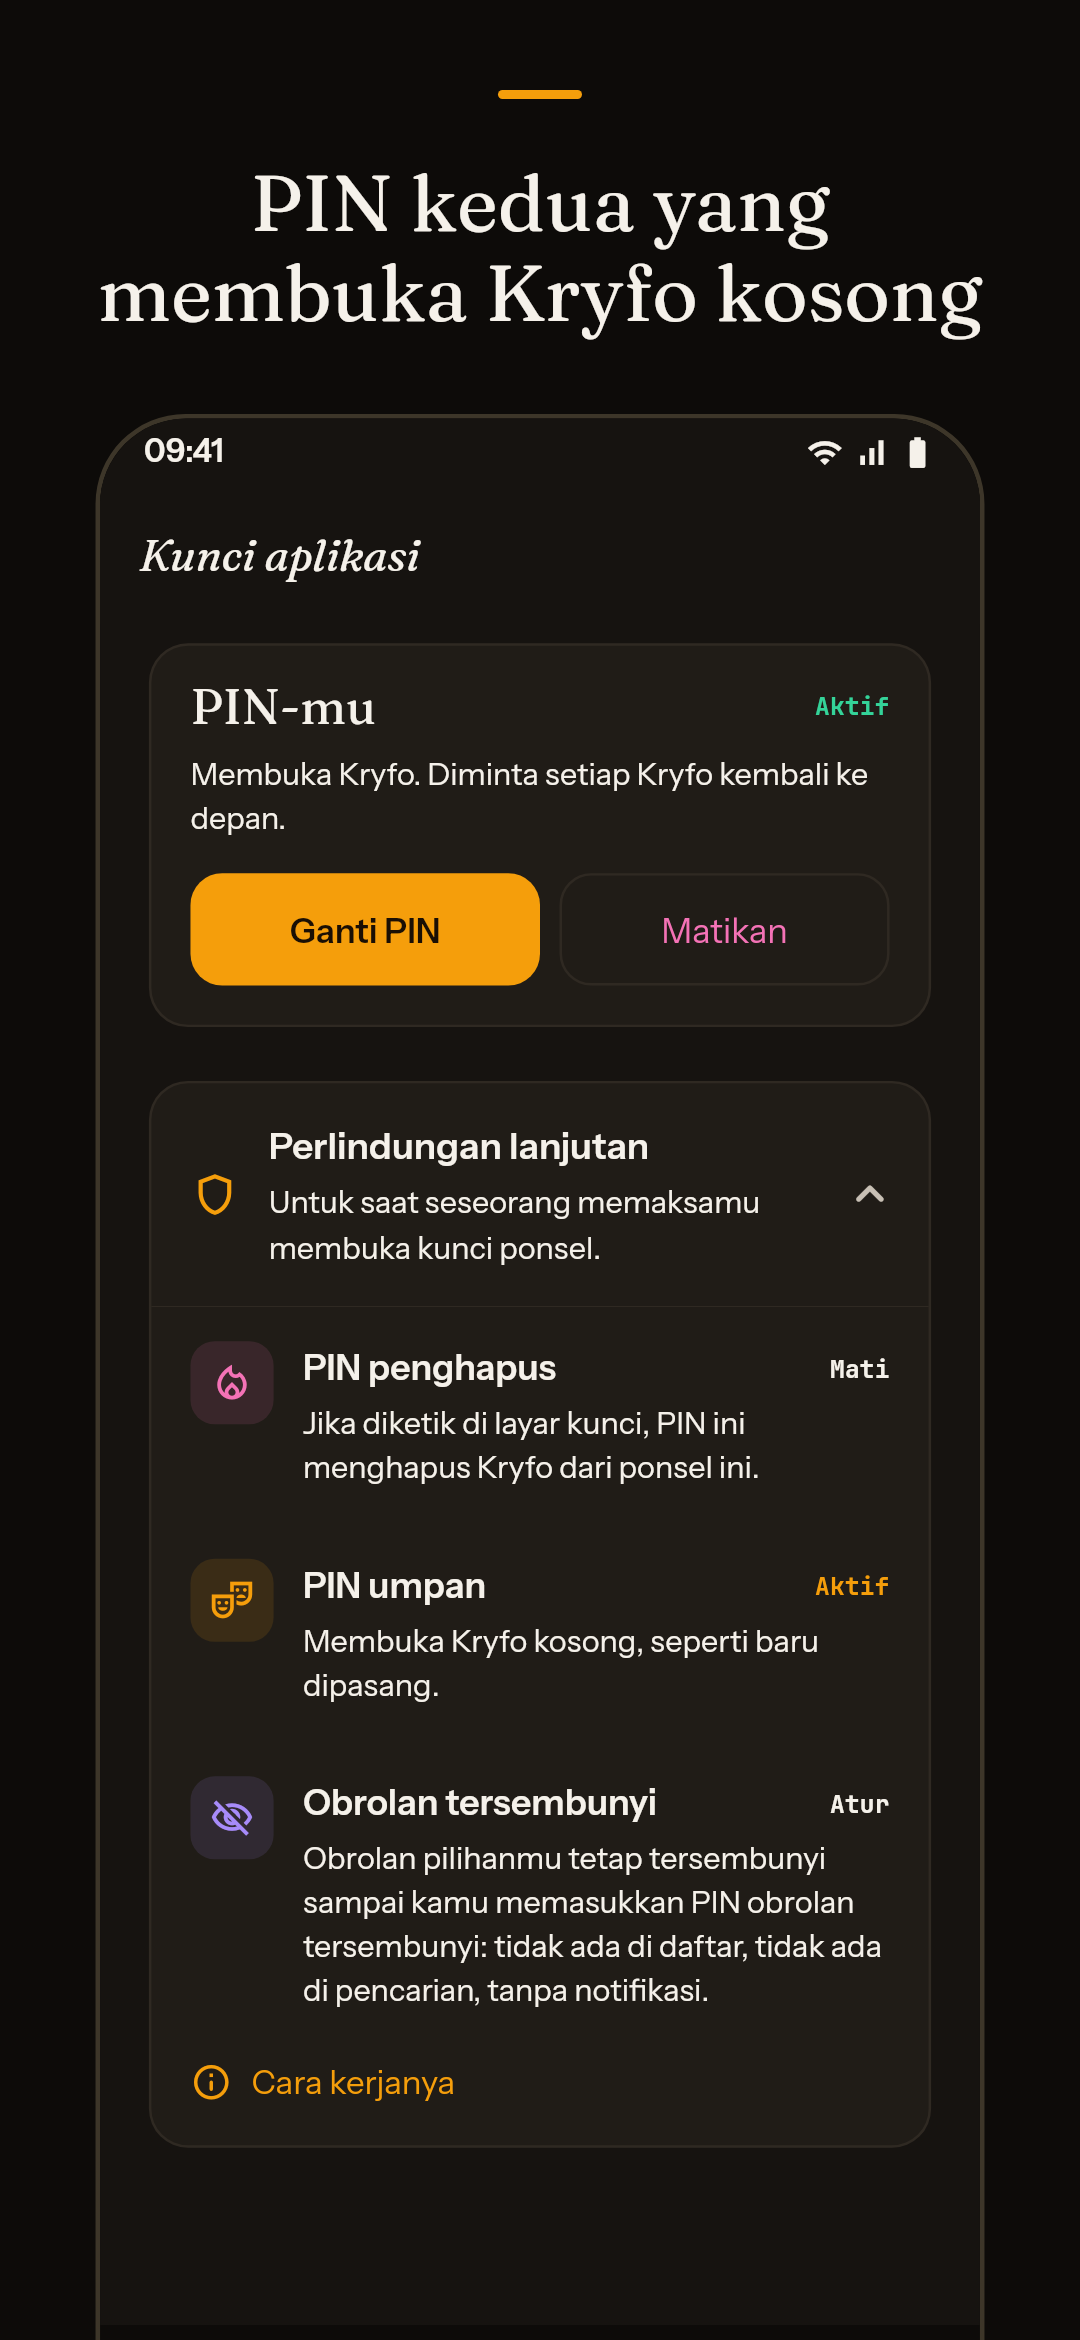 PIN kedua yang
membuka Kryfo kosong
09:41
Kunci aplikasi
PIN-mu
Aktif
Membuka Kryfo. Diminta setiap Kryfo kembali ke
depan.
Ganti PIN
Matikan
Perlindungan lanjutan
Untuk saat seseorang memaksamu
membuka kunci ponsel.
PIN penghapus
Mati
Jika diketik di layar kunci, PIN ini
menghapus Kryfo dari ponsel ini.
PIN umpan
Aktif
Membuka Kryfo kosong, seperti baru
dipasang.
Obrolan tersembunyi
Atur
Obrolan pilihanmu tetap tersembunyi
sampai kamu memasukkan PIN obrolan
tersembunyi: tidak ada di daftar, tidak ada
di pencarian, tanpa notifikasi.
Cara kerjanya